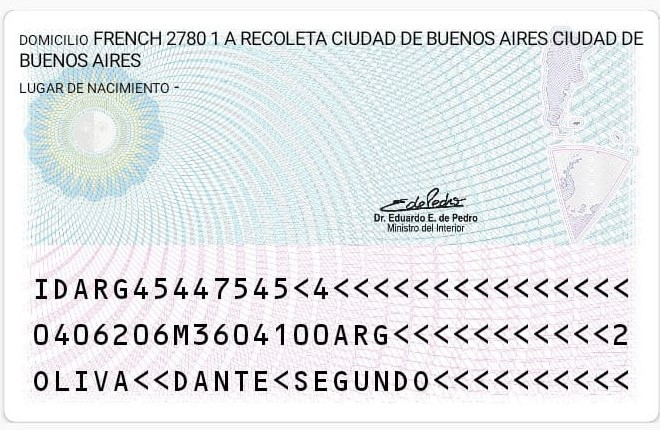 DOMICILIO FRENCH 2780 1 A RECOLETA CIUDAD DE BUENOS AIRES CIUDAD DE
BUENOS AIRES
LUGAR DE NACIMIENTO -
EdePedro
Dr. Eduardo E. de Pedro
Ministro del Interior
IDARG45447545<4<<<<<<<<<<<<<<<
0406206M3604100ARG<<<<<<<<<<<2
OLIVA<<DANTE<SEGUNDO<<<<<<<<<<